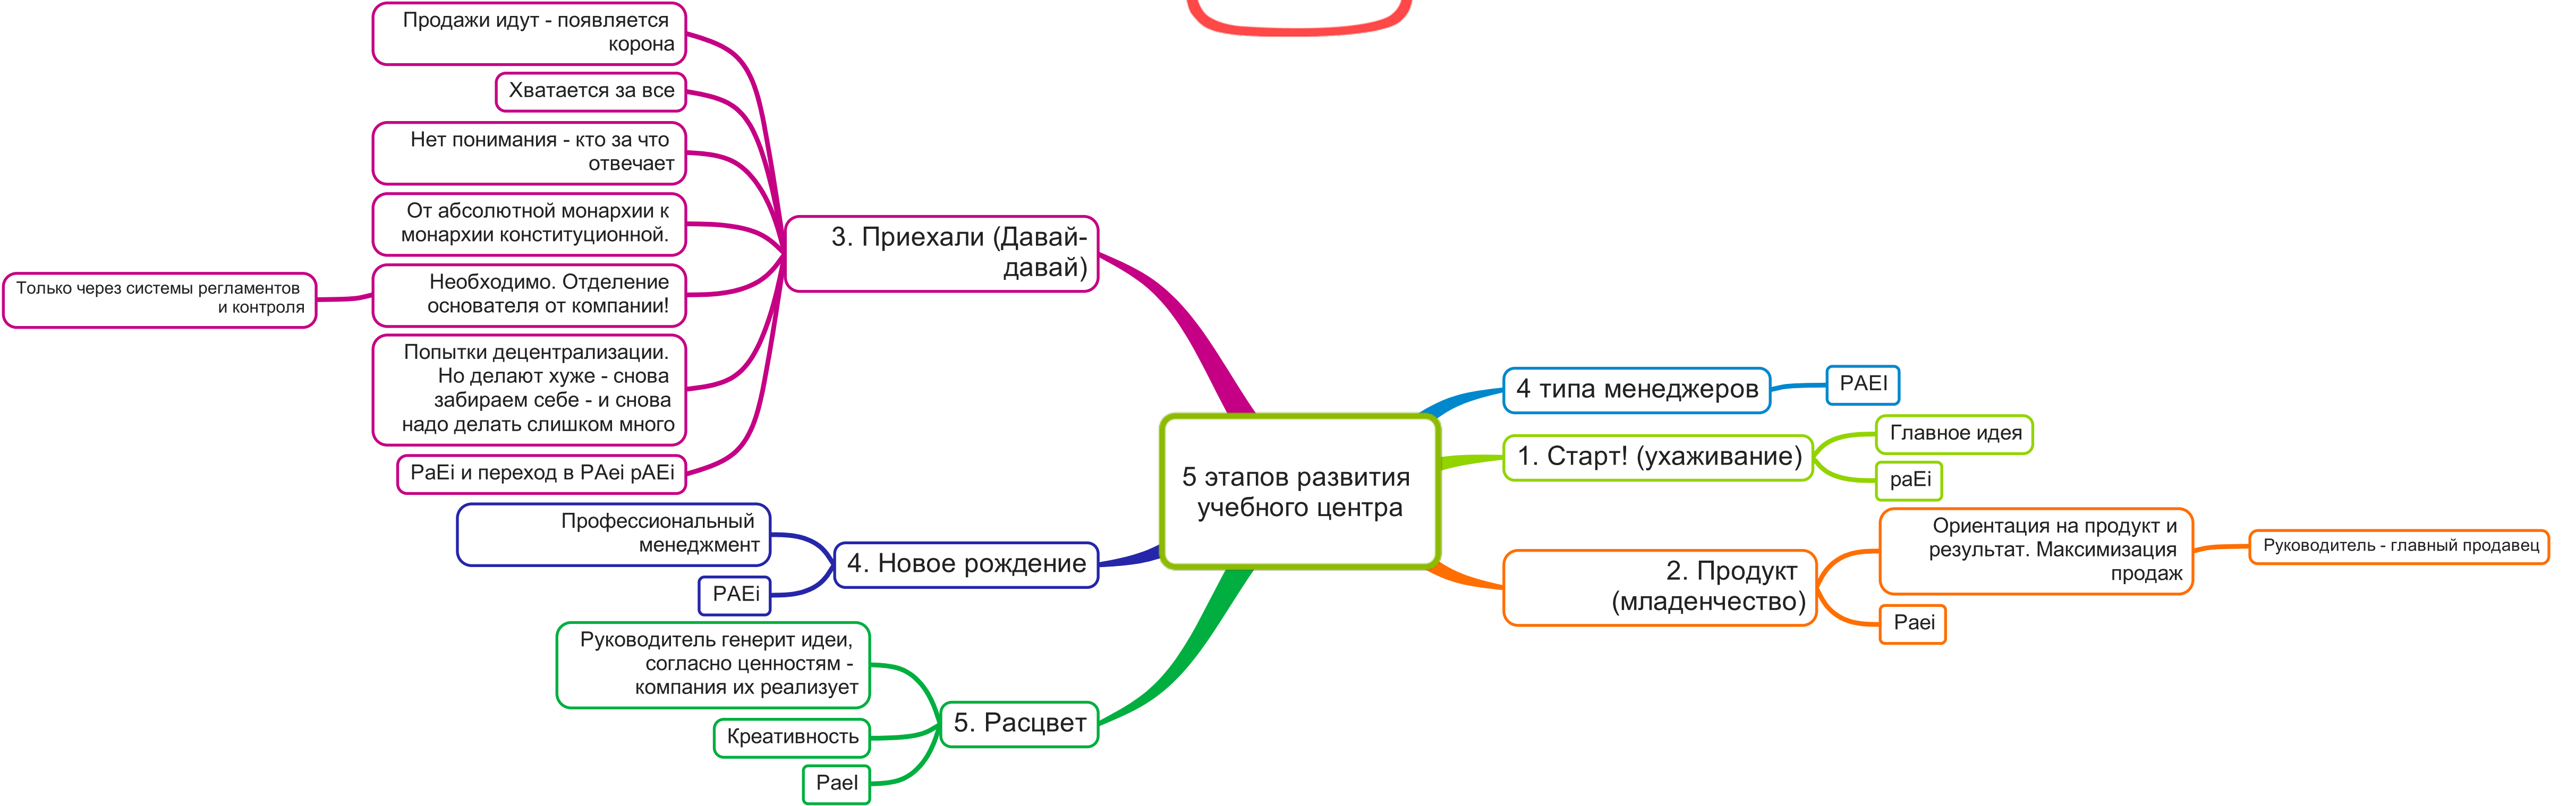 5 этапов развития
учебного центра
4 типа менеджеров
PAEI
1. Старт! (ухаживание)
Главное идея
paEi
2. Продукт
(младенчество)
Ориентация на продукт и
результат. Максимизация
продаж
Руководитель - главный продавец
Paei
3. Приехали (Давай-
давай)
Продажи идут - появляется
корона
Хватается за все
Нет понимания - кто за что
отвечает
От абсолютной монархии к
монархии конституционной.
Необходимо. Отделение
основателя от компании!
Только через системы регламентов
и контроля
Попытки децентрализации.
Но делают хуже - снова
забираем себе - и снова
надо делать слишком много
PaEi и переход в PAei pAEi
4. Новое рождение
Профессиональный
менеджмент
PAEi
5. Расцвет
Руководитель генерит идеи,
согласно ценностям -
компания их реализует
Креативность
PaeI